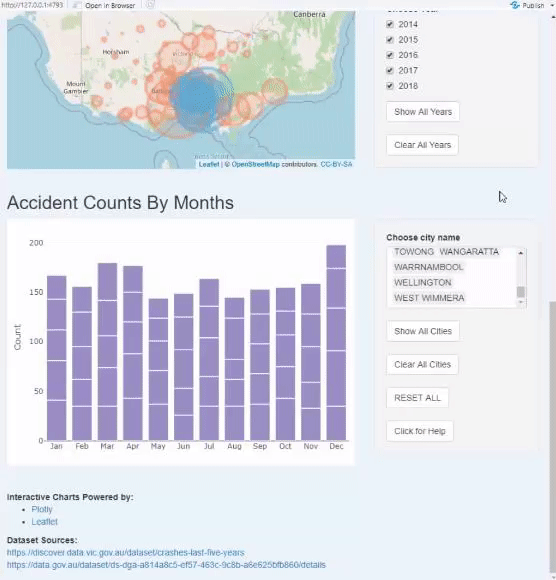 http://127.0.0.1:4793
Open in Browser
Publish
Canberra
Horsham
Victoria
Mount
Gambier
Leaflet | © OpenStreetMap contributors, CC-BY-SA
2014
2015
2016
2017
2018
Show All Years
Clear All Years
Accident Counts By Months
200
150
100
50
0
Count
Jan Feb Mar Apr May Jun Jul Aug Sep Oct Nov Dec
Choose city name
TOWONG WANGARATTA
WARRNAMBOOL
WELLINGTON
WEST WIMMERA
Show All Cities
Clear All Cities
RESET ALL
Click for Help
Interactive Charts Powered by:
Plotly
Leaflet
Dataset Sources:
https://discover.data.vic.gov.au/dataset/crashes-last-five-years
https://data.gov.au/dataset/ds-dga-a814a8c5-ef57-463c-9c8b-a6e625bfb860/details